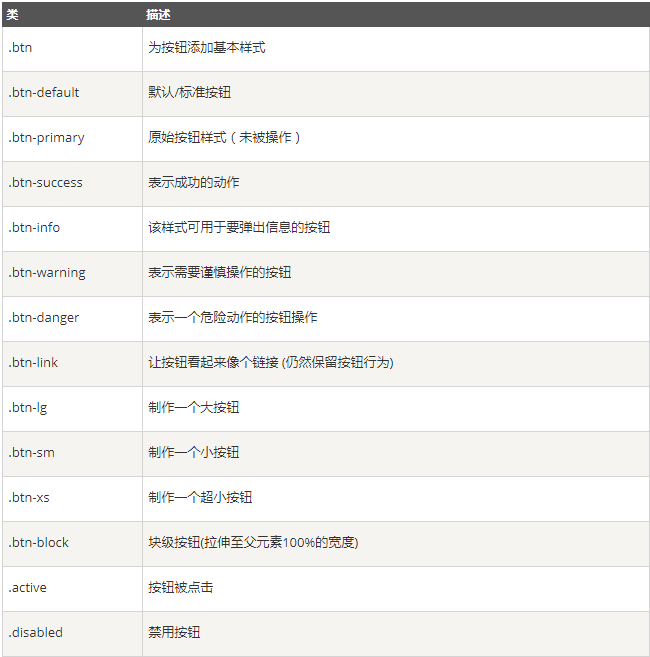 类 描述
.btn 为按钮添加基本样式
.btn-default 默认/标准按钮
.btn-primary 原始按钮样式（未被操作）
.btn-success 表示成功的动作
.btn-info 该样式可用于要弹出信息的按钮
.btn-warning 表示需要谨慎操作的按钮
.btn-danger 表示一个危险动作的按钮操作
.btn-link 让按钮看起来像个链接 (仍然保留按钮行为)
.btn-lg 制作一个大按钮
.btn-sm 制作一个小按钮
.btn-xs 制作一个超小按钮
.btn-block 块级按钮(拉伸至父元素100%的宽度)
.active 按钮被点击
.disabled 禁用按钮